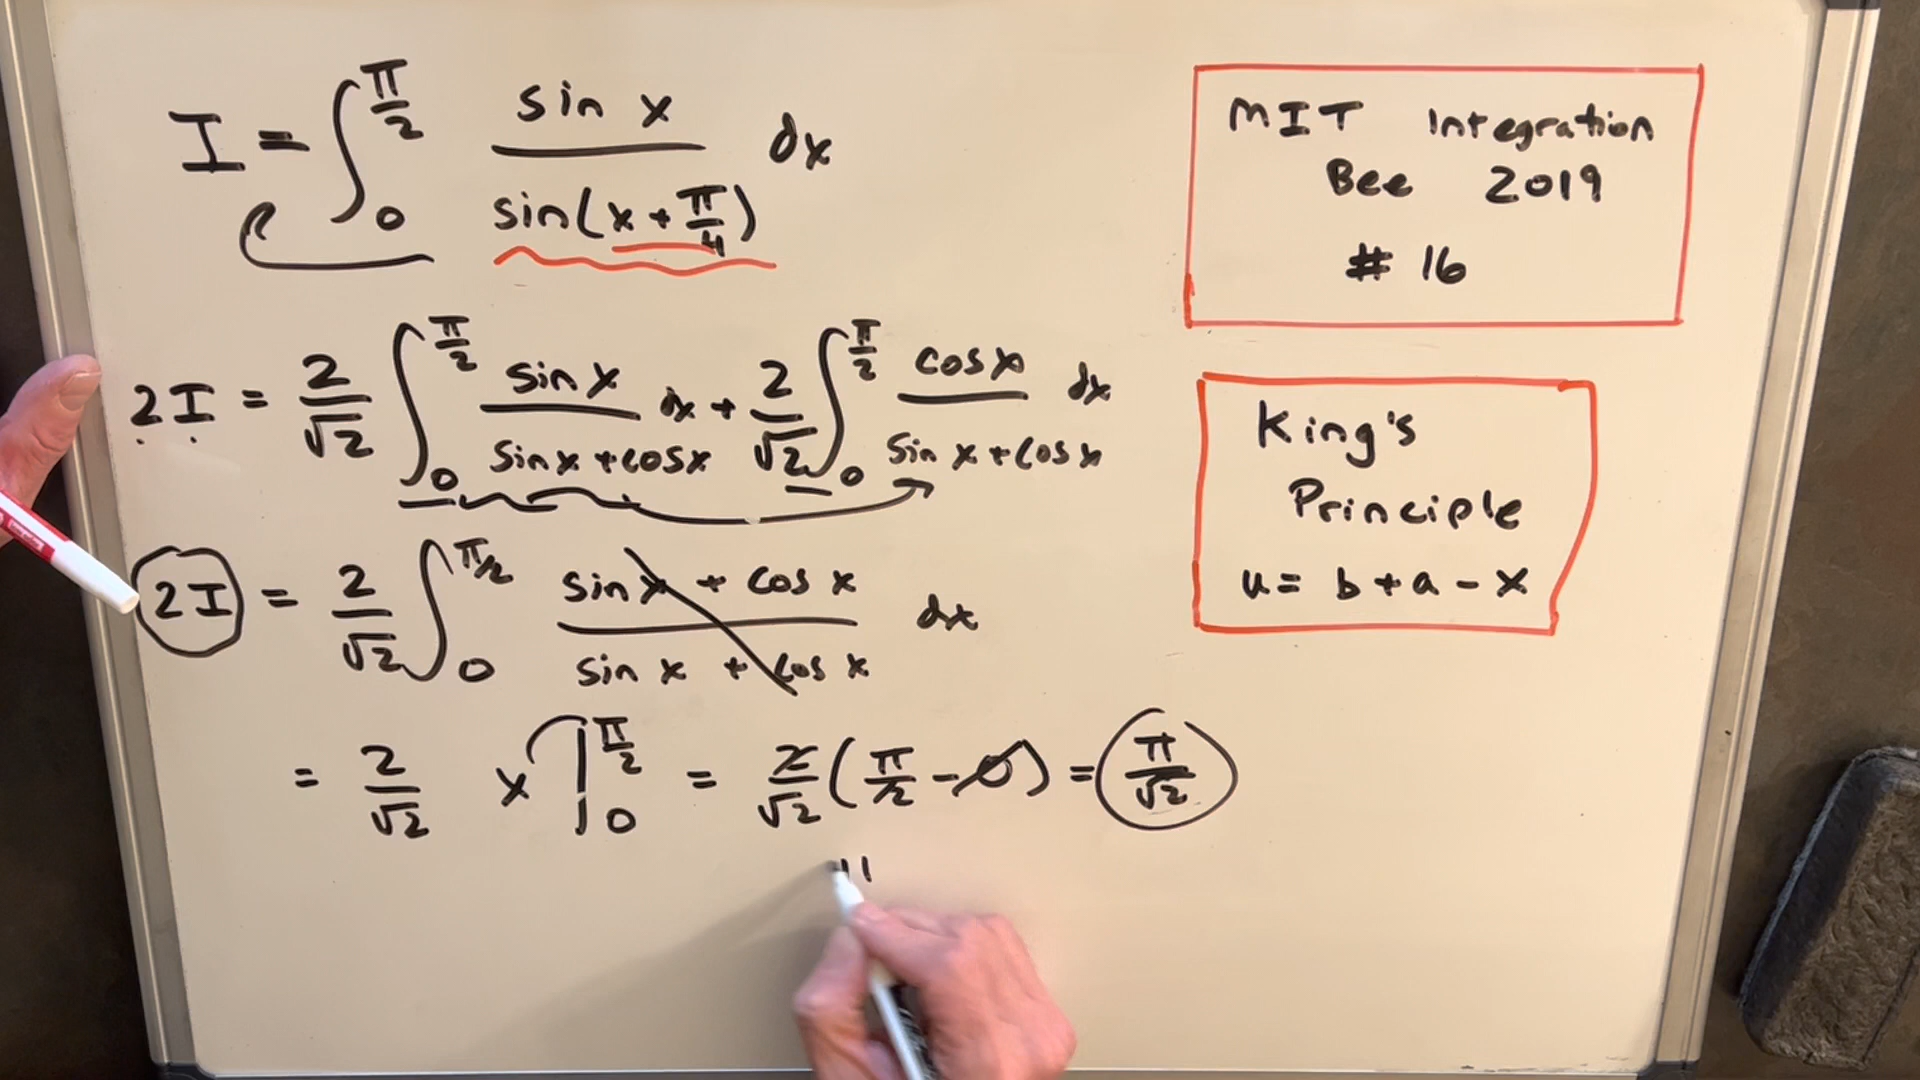 I = ∫₀^(π/2) sin x / sin(x + π/4) dx
2I = 2/√2 ∫₀^(π/2) sin x / (sin x + cos x) dx + 2/√2 ∫₀^(π/2) cos x / (sin x + cos x) dx
2I = 2/√2 ∫₀^(π/2) (sin x + cos x) / (sin x + cos x) dx
= 2/√2 x |₀^(π/2) = 2/√2 (π/2 - 0) = π/√2
MIT Integration
Bee 2019
# 16
King's
Principle
u = b + a - x